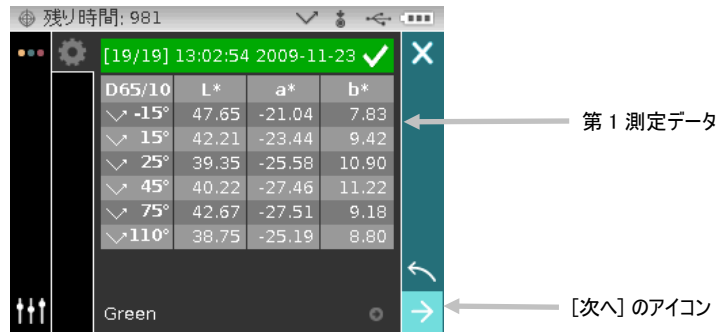 残り時間: 981
[19/19] 13:02:54 2009-11-23
D65/10 L* a* b*
-15° 47.65 -21.04 7.83
15° 42.21 -23.44 9.42
25° 39.35 -25.58 10.90
45° 40.22 -27.46 11.22
75° 42.67 -27.51 9.18
110° 38.75 -25.19 8.80
Green
第 1 測定データ
[次へ] のアイコン